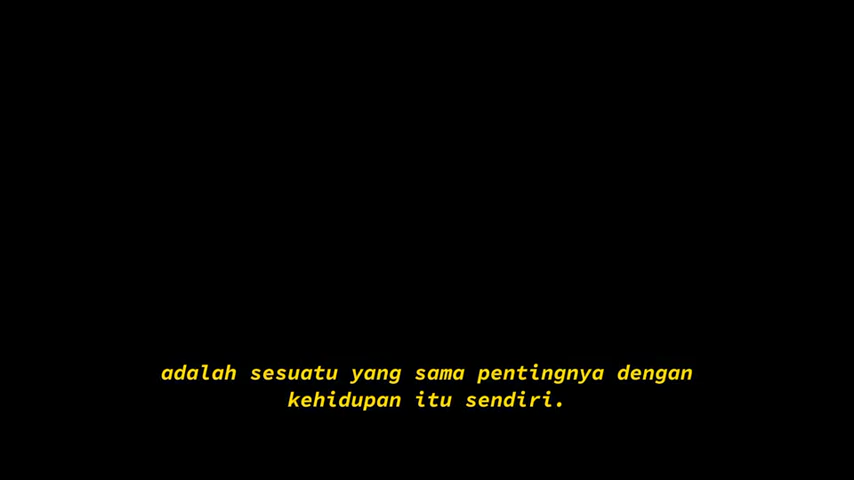 adalah sesuatu yang sama pentingnya dengan
kehidupan itu sendiri.